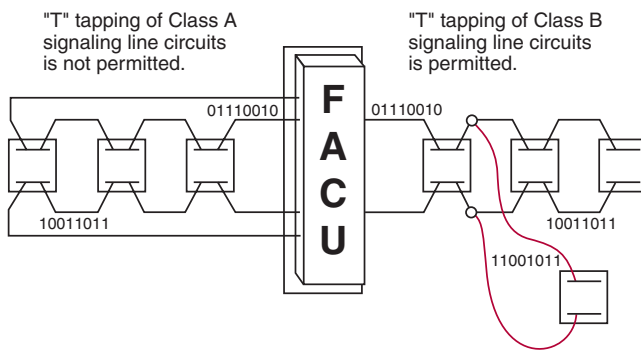 "T" tapping of Class A
signaling line circuits
is not permitted.
"T" tapping of Class B
signaling line circuits
is permitted.
01110010
F
A
C
U
01110010
10011011
10011011
11001011